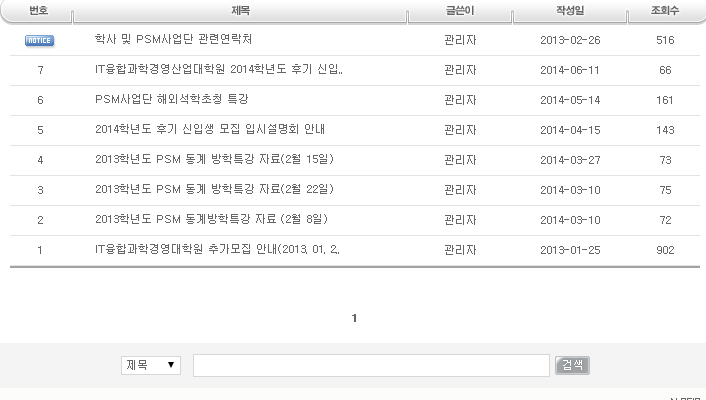 번호 제목 글쓴이 작성일 조회수
NOTICE 학사 및 PSM사업단 관련연락처 관리자 2013-02-26 516
7 IT융합과학경영산업대학원 2014학년도 후기 신입.. 관리자 2014-06-11 66
6 PSM사업단 해외석학초청 특강 관리자 2014-05-14 161
5 2014학년도 후기 신입생 모집 입시설명회 안내 관리자 2014-04-15 143
4 2013학년도 PSM 동계 방학특강 자료(2월 15일) 관리자 2014-03-27 73
3 2013학년도 PSM 동계 방학특강 자료(2월 22일) 관리자 2014-03-10 75
2 2013학년도 PSM 동계방학특강 자료 (2월 8일) 관리자 2014-03-10 72
1 IT융합과학경영대학원 추가모집 안내(2013. 01. 2.. 관리자 2013-01-25 902
1
제목 ▼ 검색